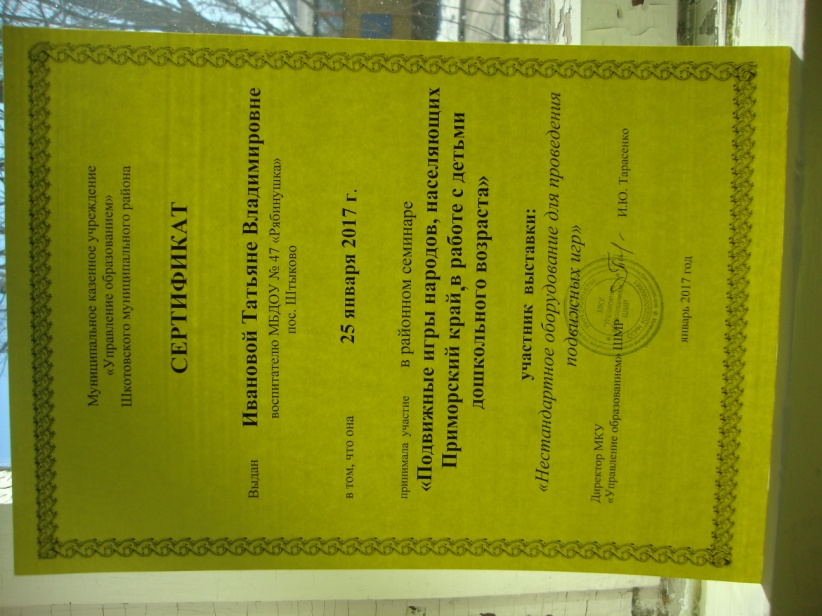 Муниципальное казенное учреждение
«Управление образованием»
Шкотовского муниципального района
СЕРТИФИКАТ
Выдан Ивановой Татьяне Владимировне
воспитателю МБДОУ № 47 «Рябинушка»
пос. Штыково
в том, что она 25 января 2017 г.
принимала участие в районном семинаре
«Подвижные игры народов, населяющих
Приморский край,в работе с детьми
дошкольного возраста»
участник выставки:
«Нестандартное оборудование для проведения
подвижных игр»
Директор МКУ
«Управление образованием» ШМР И.Ю. Тарасенко
январь 2017 год